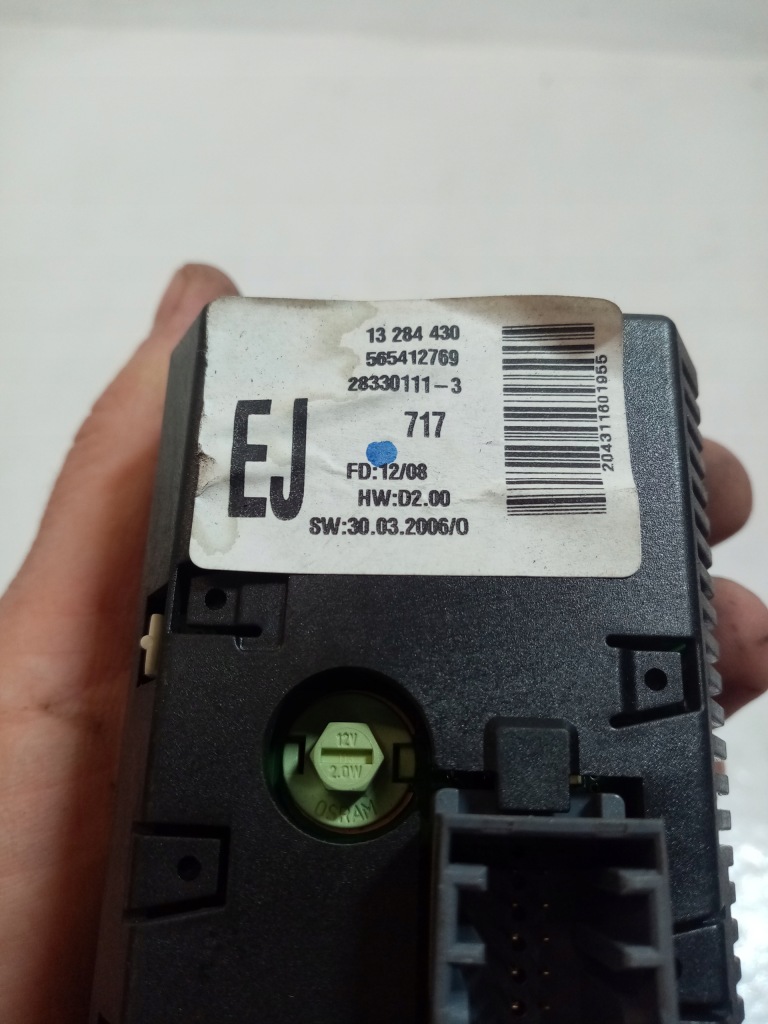 13 284 430
565412769
28330111-3
717
EJ
FD:12/08
HW:D2.00
SW:30.03.2006/0
204311601955
12V
2.0W
OSRAM